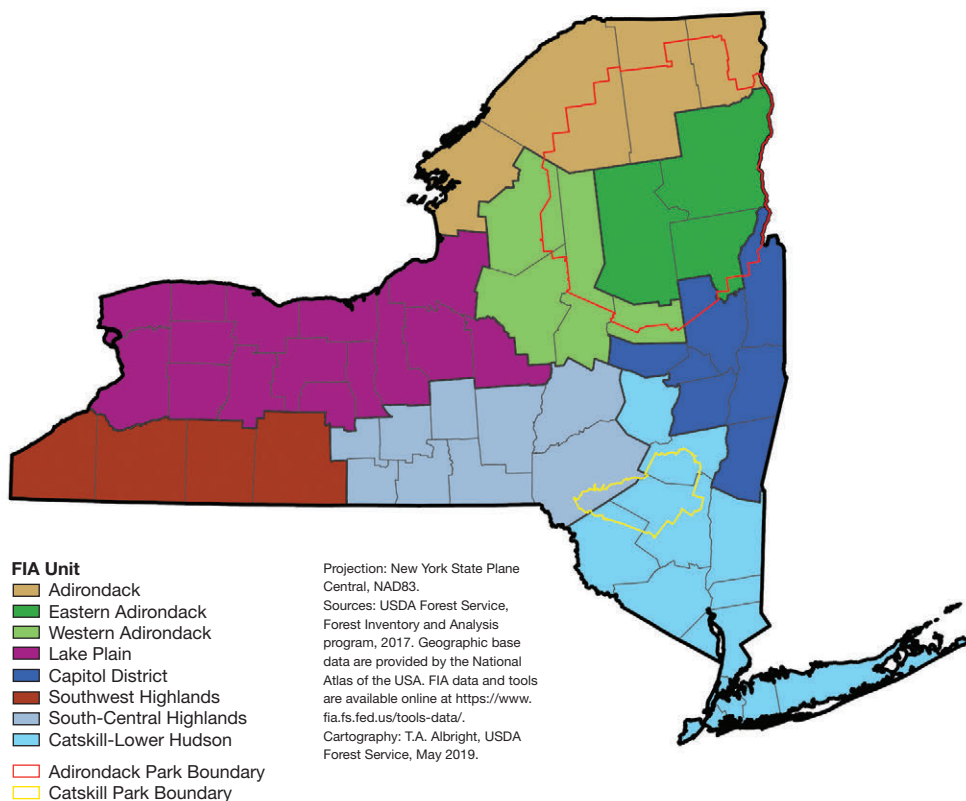 FIA Unit
Adirondack
Eastern Adirondack
Western Adirondack
Lake Plain
Capitol District
Southwest Highlands
South-Central Highlands
Catskill-Lower Hudson
Adirondack Park Boundary
Catskill Park Boundary
Projection: New York State Plane
Central, NAD83.
Sources: USDA Forest Service,
Forest Inventory and Analysis
program, 2017. Geographic base
data are provided by the National
Atlas of the USA. FIA data and tools
are available online at https://www.
fia.fs.fed.us/tools-data/.
Cartography: T.A. Albright, USDA
Forest Service, May 2019.